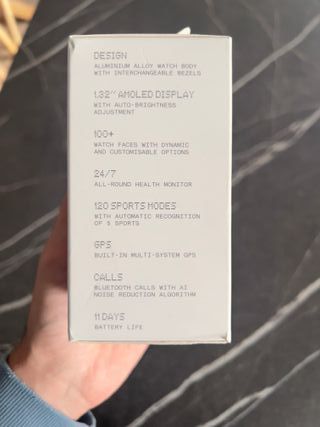 DESIGN
ALUMINIUM ALLOY WATCH BODY
WITH INTERCHANGEABLE BEZELS
1.32" AMOLED DISPLAY
WITH AUTO-BRIGHTNESS
ADJUSTMENT
100+
WATCH FACES WITH DYNAMIC
AND CUSTOMISABLE OPTIONS
24/7
ALL-ROUND HEALTH MONITOR
120 SPORTS MODES
WITH AUTOMATIC RECOGNITION
OF 5 SPORTS
GPS
BUILT-IN MULTI-SYSTEM GPS
CALLS
BLUETOOTH CALLS WITH AI
NOISE REDUCTION ALGORITHM
11 DAYS
BATTERY LIFE